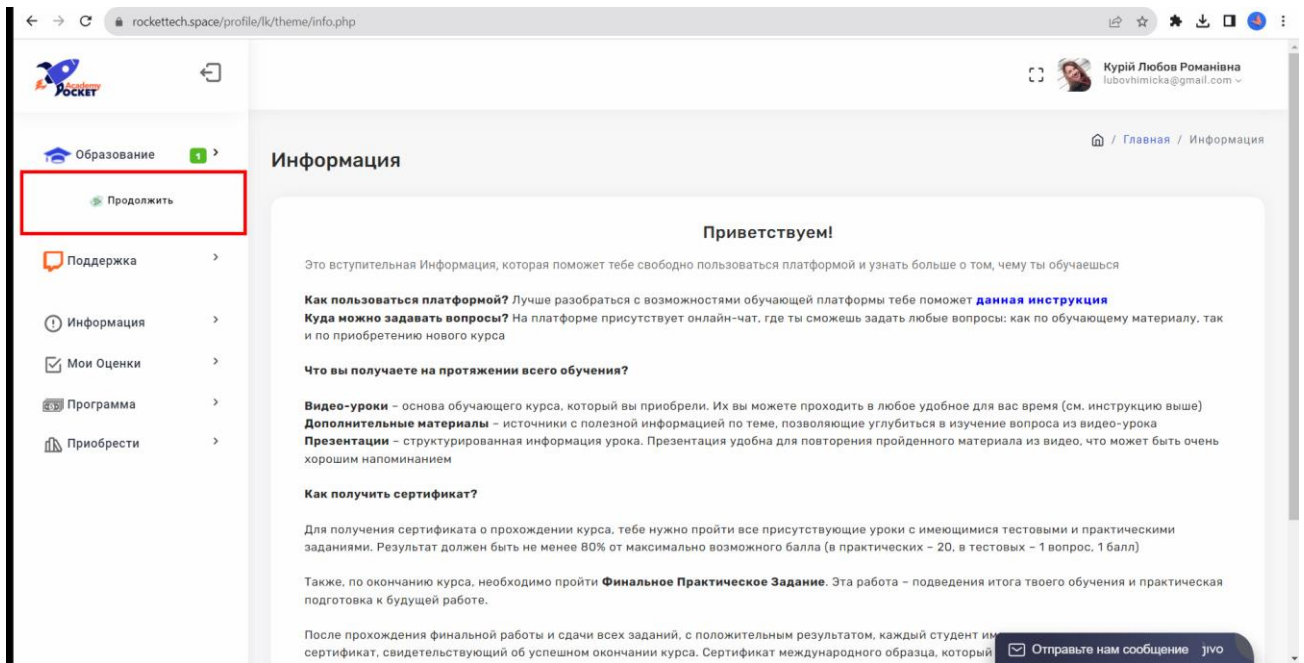 rockettech.space/profile/lk/theme/info.php
Academy
ROCKET
Курій Любов Романівна
lubovhimicka@gmail.com
/ Главная / Информация
Образование 1
Продолжить
Поддержка
Информация
Мои Оценки
Программа
Приобрести
Информация
Приветствуем!
Это вступительная Информация, которая поможет тебе свободно пользоваться платформой и узнать больше о том, чему ты обучаешься
Как пользоваться платформой? Лучше разобраться с возможностями обучающей платформы тебе поможет данная инструкция
Куда можно задавать вопросы? На платформе присутствует онлайн-чат, где ты сможешь задать любые вопросы: как по обучающему материалу, так
и по приобретению нового курса
Что вы получаете на протяжении всего обучения?
Видео-уроки – основа обучающего курса, который вы приобрели. Их вы можете проходить в любое удобное для вас время (см. инструкцию выше)
Дополнительные материалы – источники с полезной информацией по теме, позволяющие углубиться в изучение вопроса из видео-урока
Презентации – структурированная информация урока. Презентация удобна для повторения пройденного материала из видео, что может быть очень
хорошим напоминанием
Как получить сертификат?
Для получения сертификата о прохождении курса, тебе нужно пройти все присутствующие уроки с имеющимися тестовыми и практическими
заданиями. Результат должен быть не менее 80% от максимально возможного балла (в практических – 20, в тестовых – 1 вопрос, 1 балл)
Также, по окончанию курса, необходимо пройти Финальное Практическое Задание. Эта работа – подведения итога твоего обучения и практическая
подготовка к будущей работе.
После прохождения финальной работы и сдачи всех заданий, с положительным результатом, каждый студент
сертификат, свидетельствующий об успешном окончании курса. Сертификат международного образца, который
Отправьте нам сообщение jivo